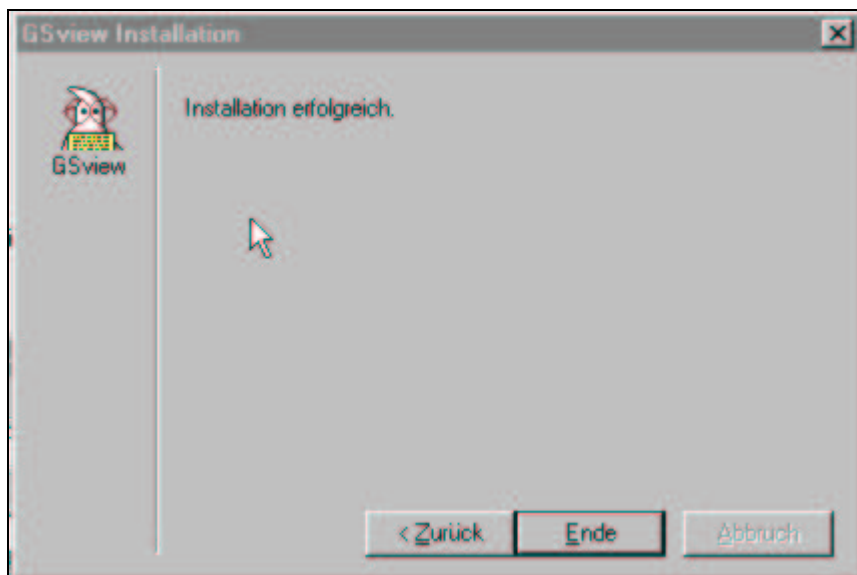 GSview Installation
GSview
Installation erfolgreich.
< Zurück
Ende
Abbruch